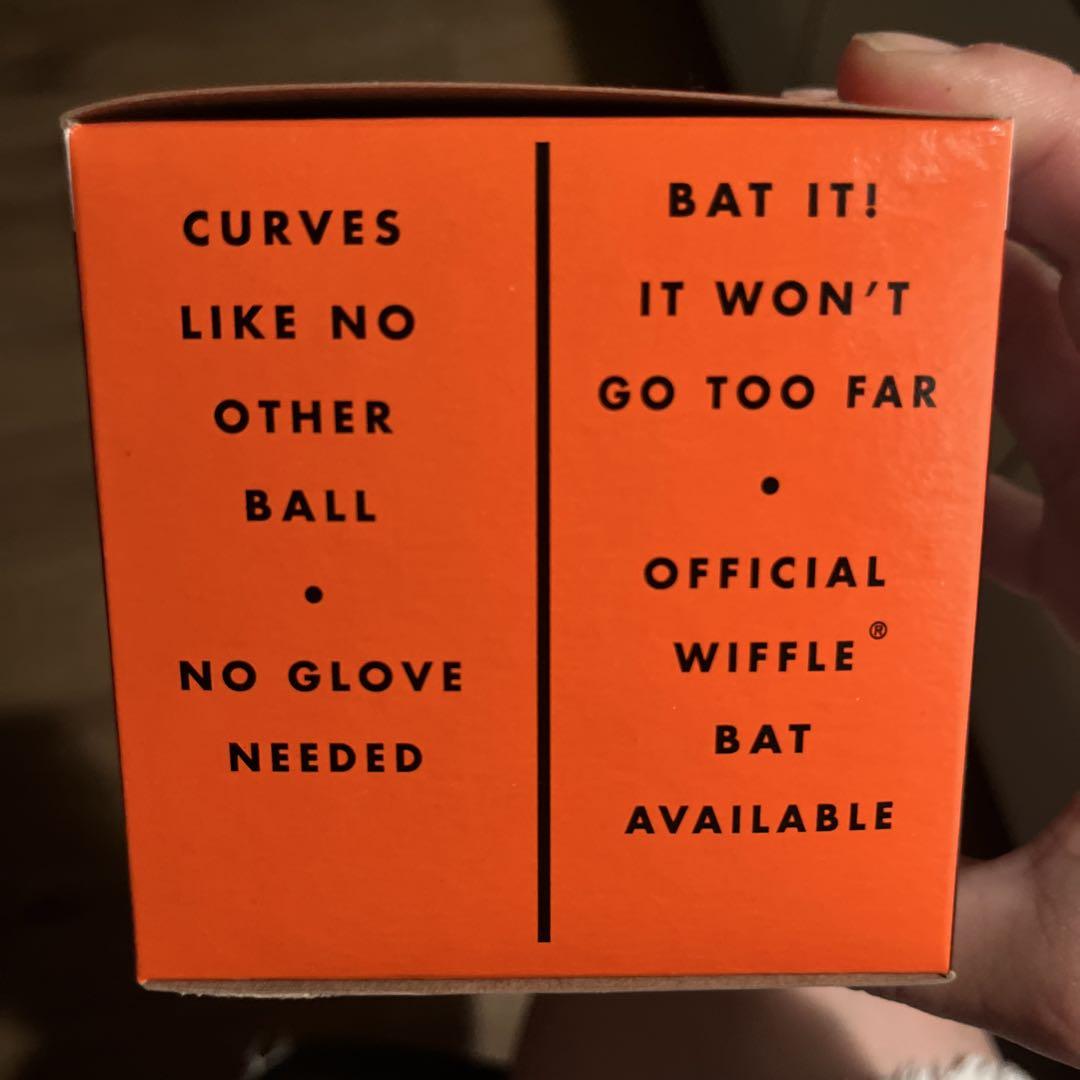 CURVES
LIKE NO
OTHER
BALL
•
NO GLOVE
NEEDED
BAT IT!
IT WON'T
GO TOO FAR
•
OFFICIAL
WIFFLE®
BAT
AVAILABLE